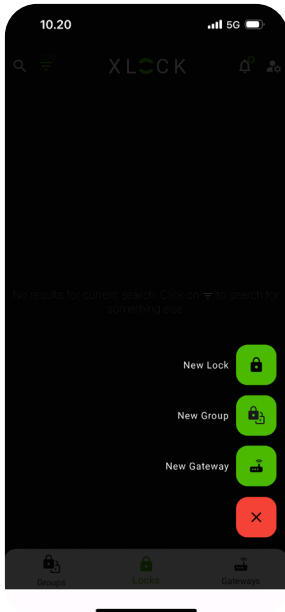 10.20
5G
XLOCK
No results for current search. Click on to search for
something else
New Lock
New Group
New Gateway
Groups
Locks
Gateways